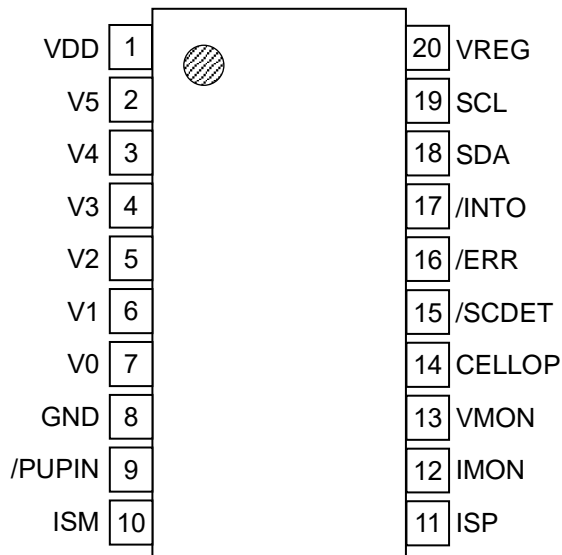 VDD 1 20 VREG
V5 2 19 SCL
V4 3 18 SDA
V3 4 17 /INTO
V2 5 16 /ERR
V1 6 15 /SCDET
V0 7 14 CELLOP
GND 8 13 VMON
/PUPIN 9 12 IMON
ISM 10 11 ISP